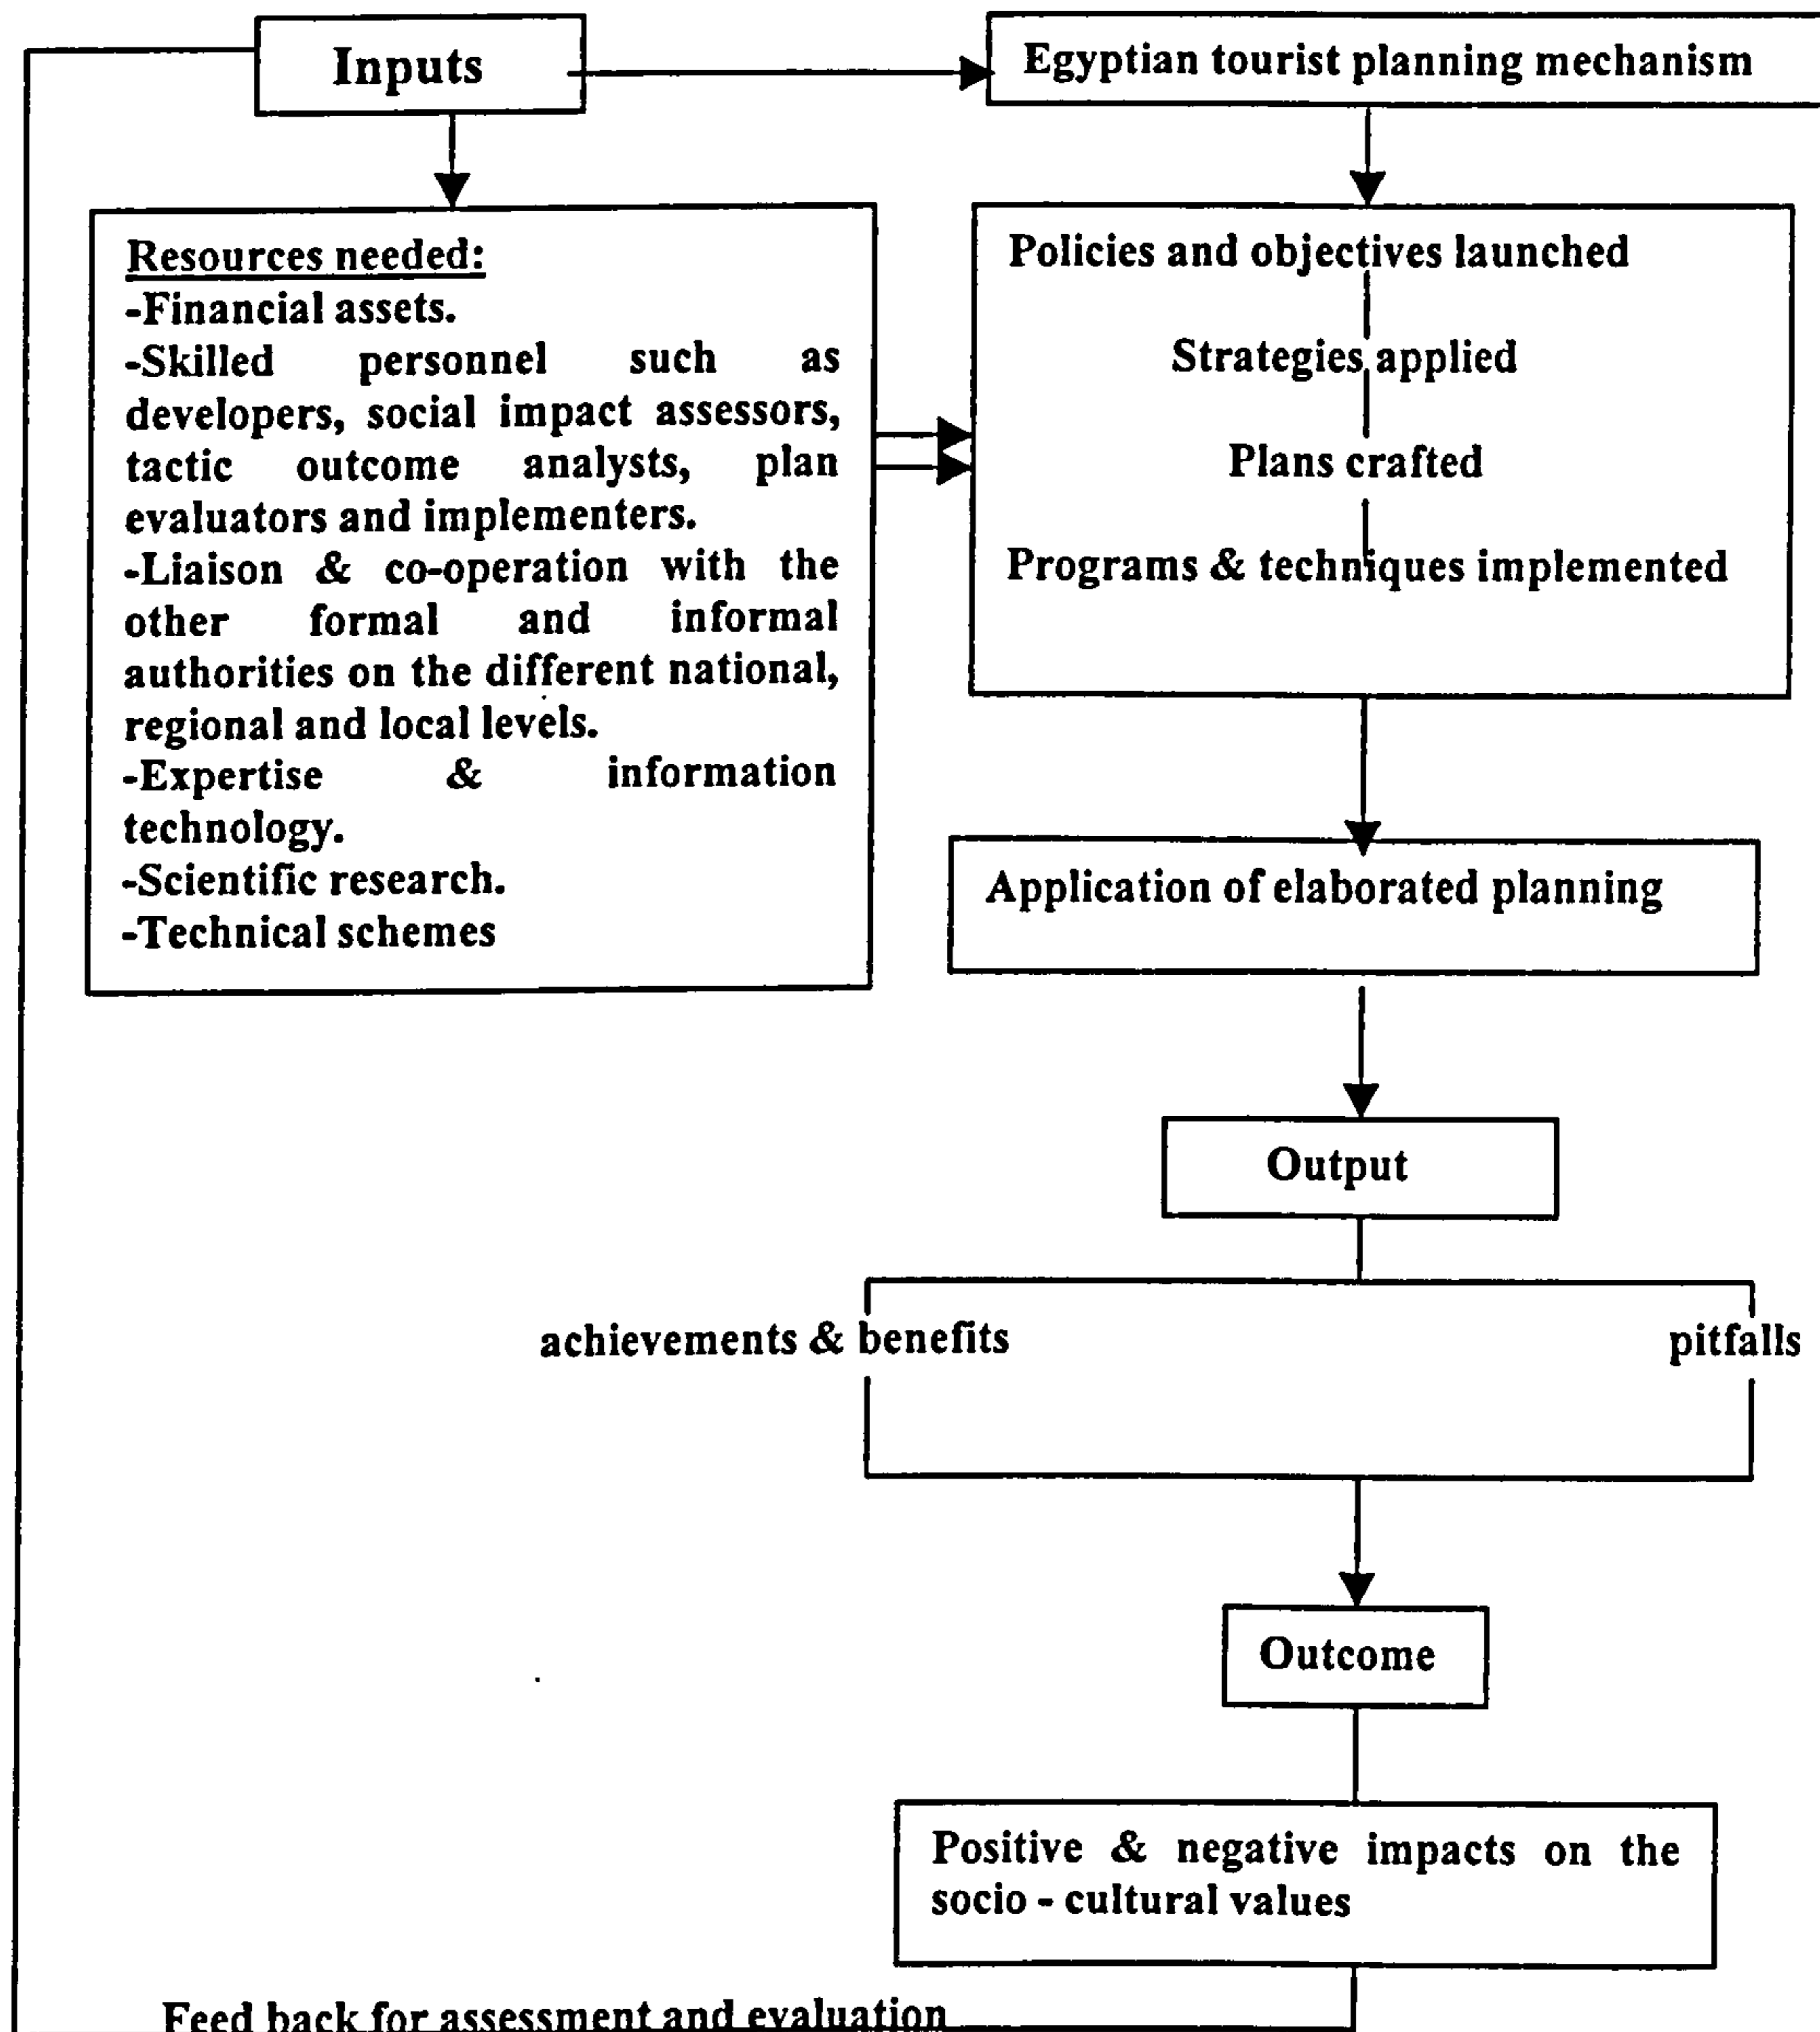 Inputs
Egyptian tourist planning mechanism
Resources needed:
-Financial assets.
-Skilled personnel such as
developers, social impact assessors,
tactic outcome analysts, plan
evaluators and implementers.
-Liaison & co-operation with the
other formal and informal
authorities on the different national,
regional and local levels.
-Expertise & information
technology.
-Scientific research.
-Technical schemes
Policies and objectives launched
Strategies applied
Plans crafted
Programs & techniques implemented
Application of elaborated planning
Output
achievements & benefits
pitfalls
Outcome
Positive & negative impacts on the
socio - cultural values
Feed back for assessment and evaluation